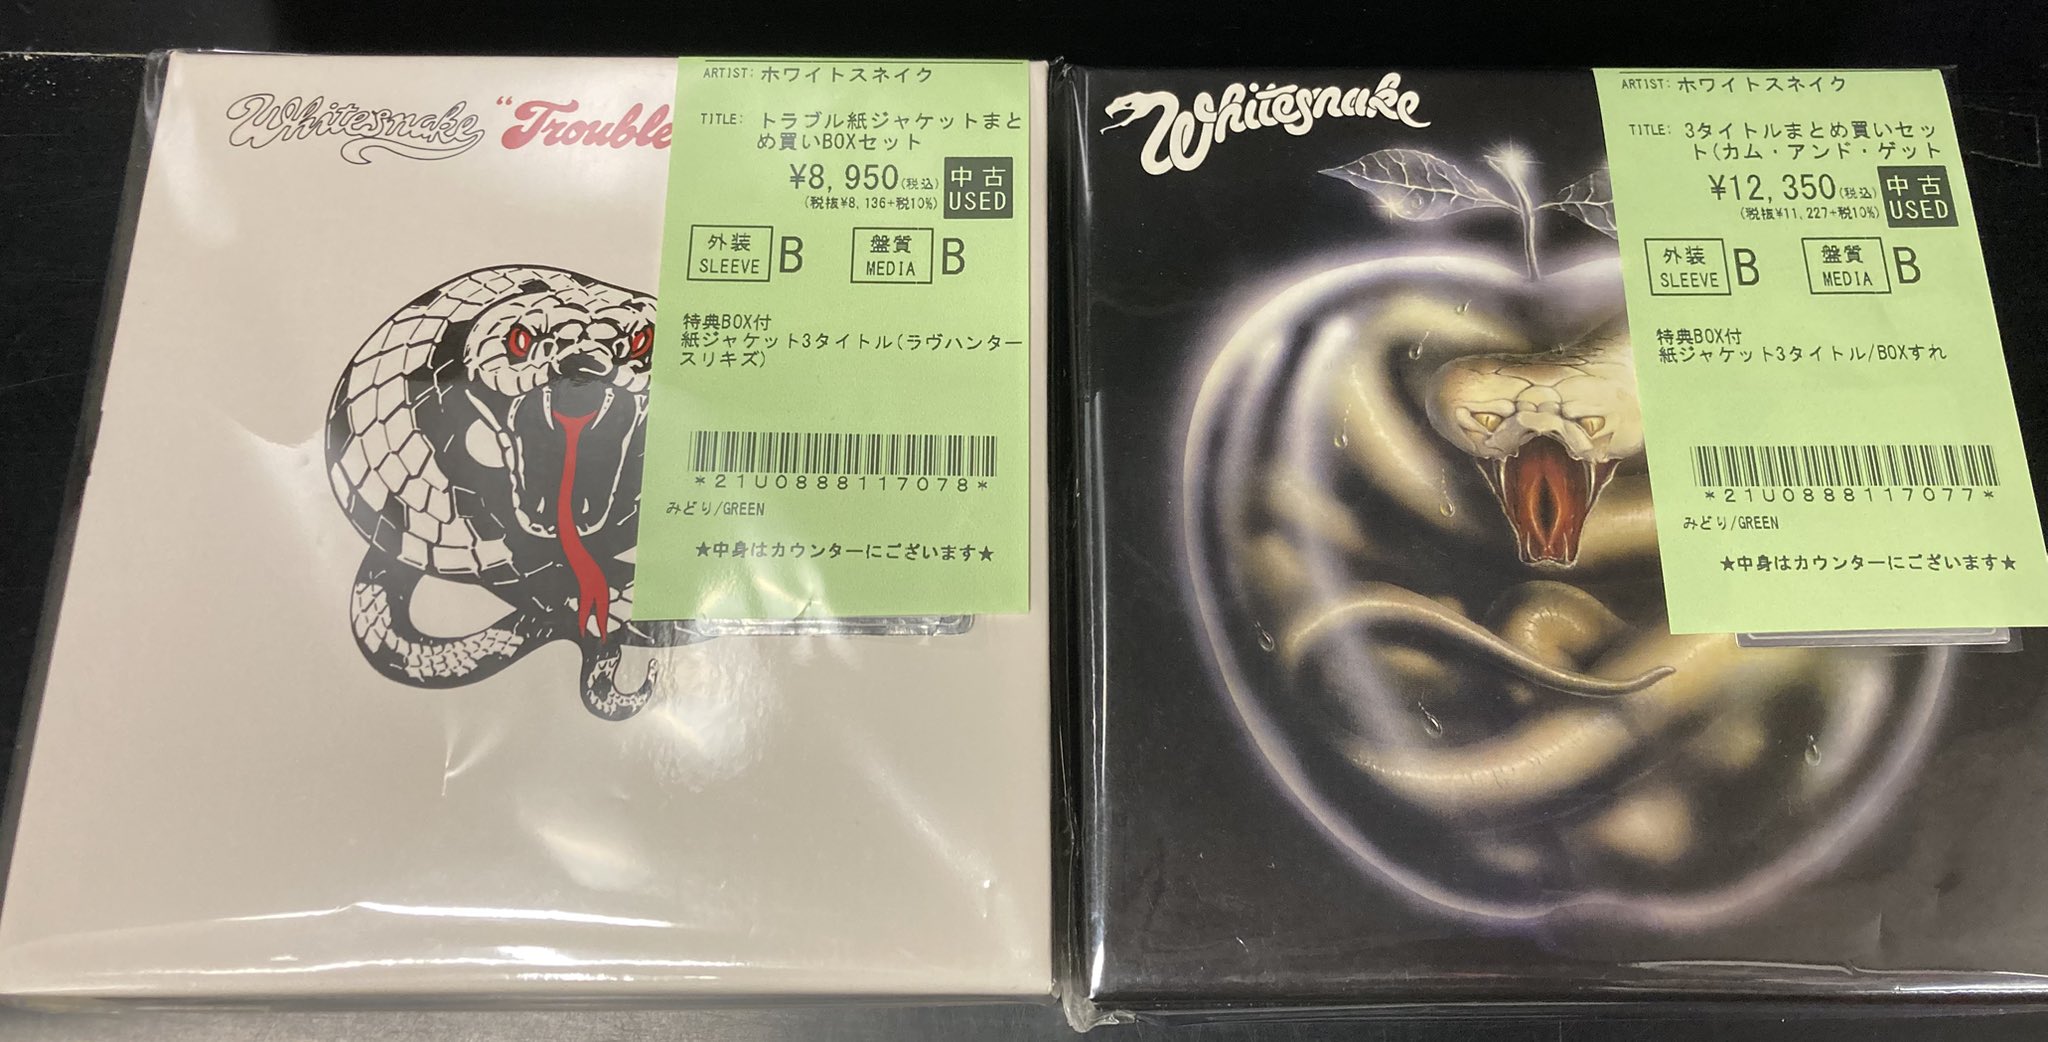 Whitesnake "Trouble
ARTIST: ホワイトスネイク
TITLE: トラブル紙ジャケットまと
め買いBOXセット
¥8,950(税込)
(税抜¥8,136+税10%)
中古
USED
外装
SLEEVE
B
盤質
MEDIA
B
特典BOX付
紙ジャケット3タイトル(ラヴハンター
スリキズ)
*21U0888117078*
みどり/GREEN
★中身はカウンターにございます★
Whitesnake
ARTIST: ホワイトスネイク
TITLE: 3タイトルまとめ買いセッ
ト(カム・アンド・ゲット
¥12,350(税込)
(税抜¥11,227+税10%)
中古
USED
外装
SLEEVE
B
盤質
MEDIA
B
特典BOX付
紙ジャケット3タイトル/BOXすれ
*21U0888117077*
みどり/GREEN
★中身はカウンターにございます★